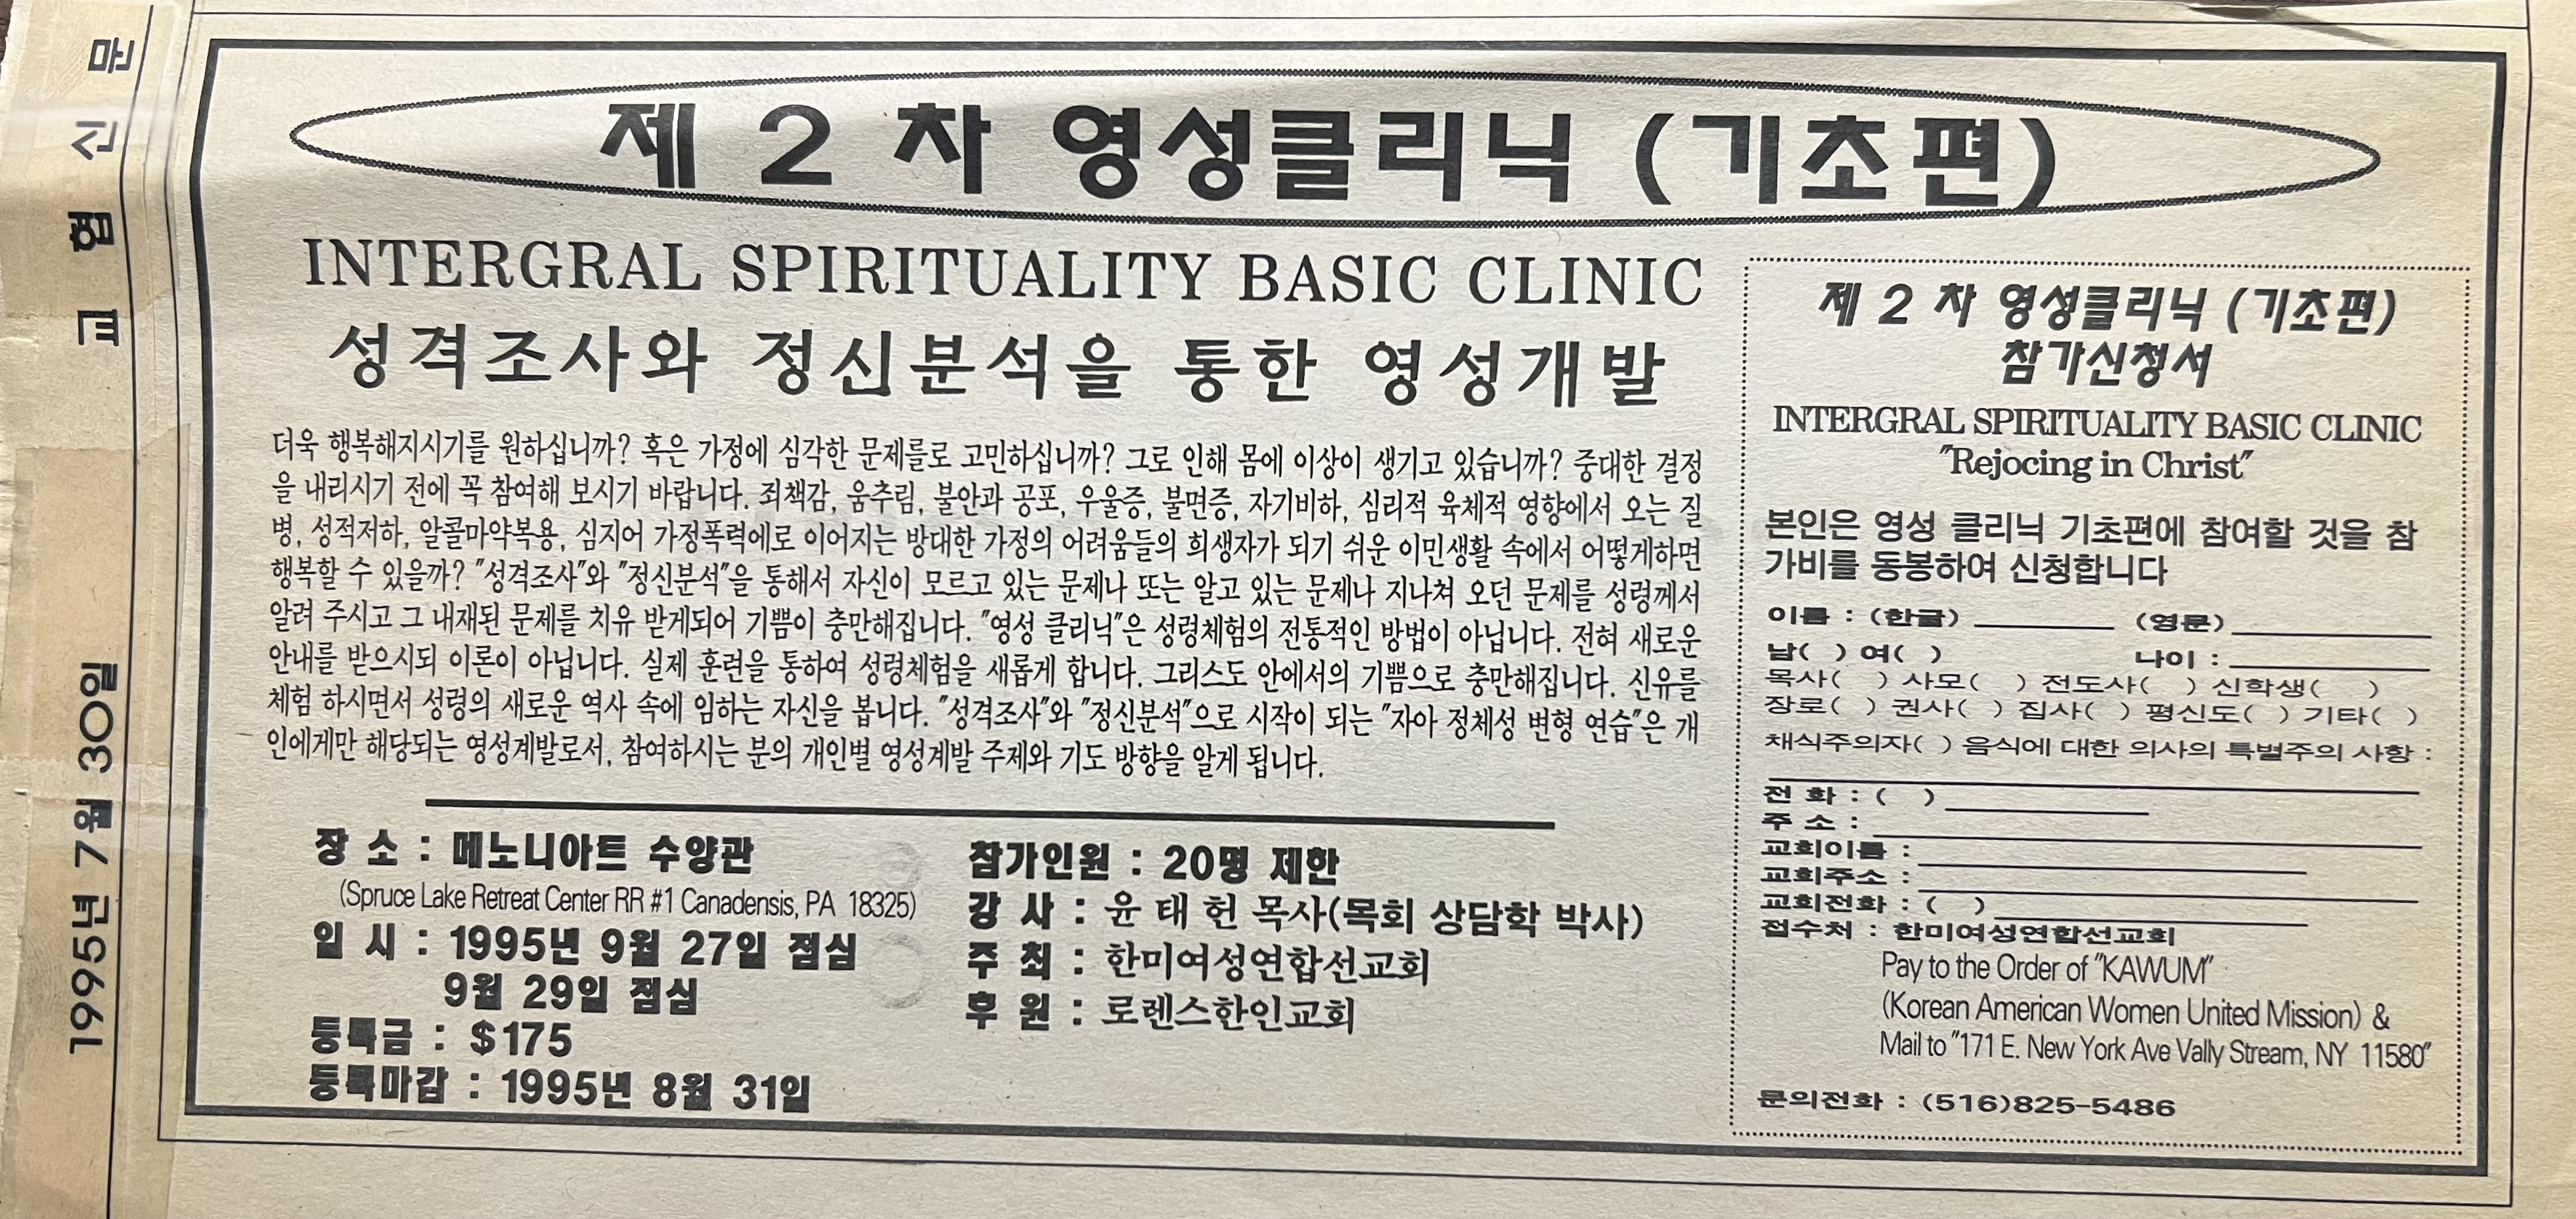 교 협 신 문
1995년 7월 30일
제 2 차 영성클리닉 (기초편)
INTERGRAL SPIRITUALITY BASIC CLINIC
성격조사와 정신분석을 통한 영성개발
더욱 행복해지시기를 원하십니까? 혹은 가정에 심각한 문제를로 고민하십니까? 그로 인해 몸에 이상이 생기고 있습니까? 중대한 결정
을 내리시기 전에 꼭 참여해 보시기 바랍니다. 죄책감, 움추림, 불안과 공포, 우울증, 불면증, 자기비하, 심리적 육체적 영향에서 오는 질
병, 성적저하, 알콜마약복용, 심지어 가정폭력에로 이어지는 방대한 가정의 어려움들의 희생자가 되기 쉬운 이민생활 속에서 어떻게하면
행복할 수 있을까? "성격조사"와 "정신분석"을 통해서 자신이 모르고 있는 문제나 또는 알고 있는 문제나 지나쳐 오던 문제를 성령께서
알려 주시고 그 내재된 문제를 치유 받게되어 기쁨이 충만해집니다. "영성 클리닉"은 성령체험의 전통적인 방법이 아닙니다. 전혀 새로운
안내를 받으시되 이론이 아닙니다. 실제 훈련을 통하여 성령체험을 새롭게 합니다. 그리스도 안에서의 기쁨으로 충만해집니다. 신유를
체험 하시면서 성령의 새로운 역사 속에 임하는 자신을 봅니다. "성격조사"와 "정신분석"으로 시작이 되는 "자아 정체성 변형 연습"은 개
인에게만 해당되는 영성계발로서, 참여하시는 분의 개인별 영성계발 주제와 기도 방향을 알게 됩니다.
장 소 : 메노니아트 수양관
(Spruce Lake Retreat Center RR #1 Canadensis, PA 18325)
일 시 : 1995년 9월 27일 점심
9월 29일 점심
등록금 : $175
등록마감 : 1995년 8월 31일
참가인원 : 20명 제한
강 사 : 윤 태 헌 목사(목회 상담학 박사)
주 최 : 한미여성연합선교회
후 원 : 로렌스한인교회
제 2 차 영성클리닉 (기초편)
참가신청서
INTERGRAL SPIRITUALITY BASIC CLINIC
"Rejocing in Christ"
본인은 영성 클리닉 기초편에 참여할 것을 참
가비를 동봉하여 신청합니다
이름 : (한글) ________ (영문) ________
남( ) 여( ) 나이 : ________
목사( ) 사모( ) 전도사( ) 신학생( )
장로( ) 권사( ) 집사( ) 평신도( ) 기타( )
채식주의자( ) 음식에 대한 의사의 특별주의 사항 :
전 화 : ( ) ________
주 소 : ________
교회이름 : ________
교회주소 : ________
교회전화 : ( ) ________
접수처 : 한미여성연합선교회
Pay to the Order of "KAWUM"
(Korean American Women United Mission) &
Mail to "171 E. New York Ave Vally Stream, NY 11580"
문의전화 : (516)825-5486